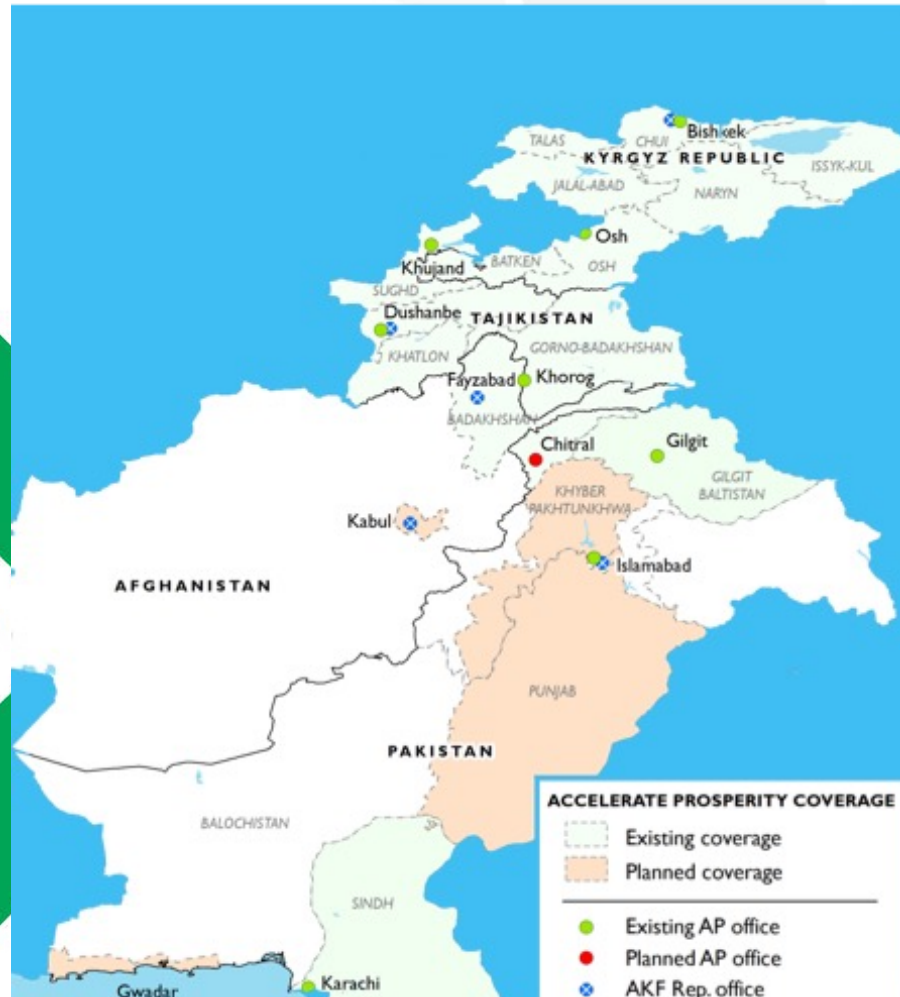 Bishkek
TALAS
CHUI
KYRGYZ REPUBLIC
ISSYK-KUL
JALAL-ABAD
NARYN
Osh
BATKEN
OSH
Khujand
SUGHD
Dushanbe
TAJIKISTAN
KHATLON
GORNO-BADAKHSHAN
Fayzabad
Khorog
BADAKHSHAN
Chitral
Gilgit
GILGIT
BALTISTAN
KHYBER
PAKHTUNKHWA
Kabul
Islamabad
AFGHANISTAN
PUNJAB
PAKISTAN
BALOCHISTAN
SINDH
Karachi
Gwadar
ACCELERATE PROSPERITY COVERAGE
Existing coverage
Planned coverage
Existing AP office
Planned AP office
AKF Rep. office